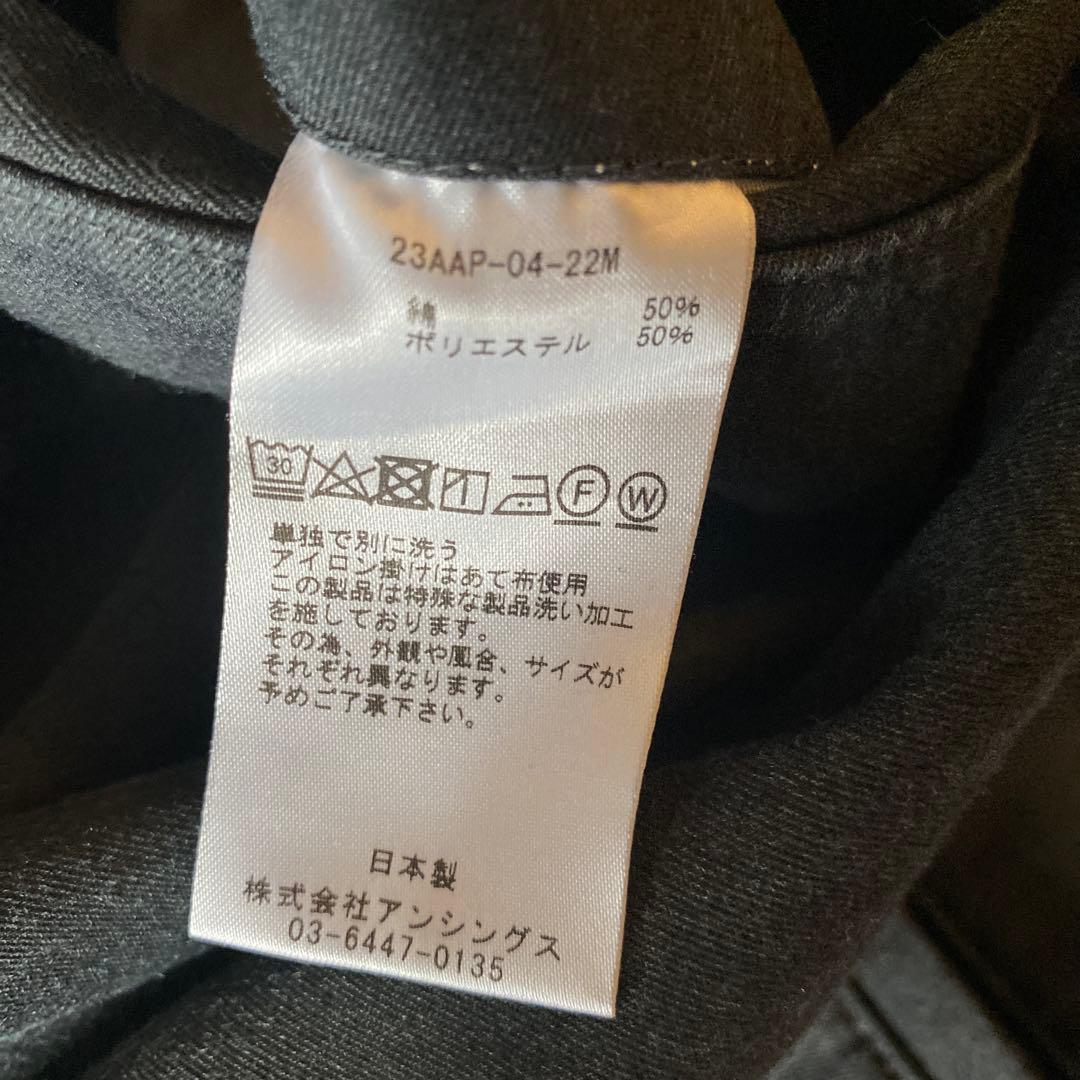 23AAP-04-22M
綿 50%
ポリエステル 50%
30 F W
単独で別に洗う
アイロン掛けはあて布使用
この製品は特殊な製品洗い加工
を施しております。
その為、外観や風合、サイズが
それぞれ異なります。
予めご了承下さい。
日本製
株式会社アンシングス
03-6447-0135